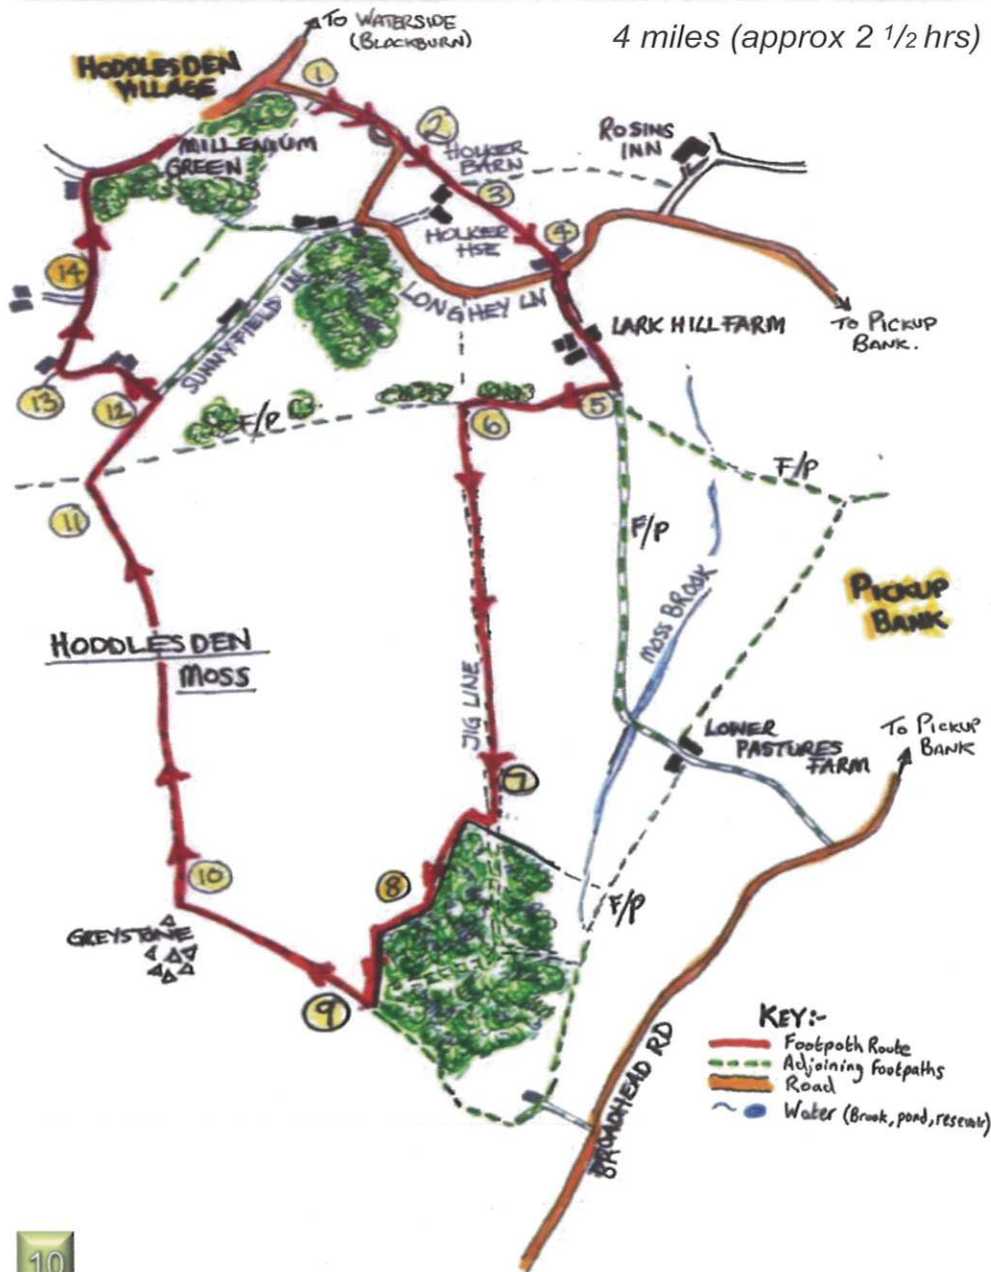 TO WATERSIDE
(BLACKBURN)
4 miles (approx 2 1/2 hrs)
HODDLESDEN
VILLAGE
1
2
MILLENIUM
GREEN
HOLKER
BARN
3
ROSINS
INN
4
HOLKER
HSE
14
LONGHEY LN
SUNNYFIELD LN
LARK HILL FARM
TO PICKUP
BANK.
13
12
F/P
6
5
F/P
11
F/P
PICKUP
BANK
MOSS BROOK
HODDLESDEN
MOSS
JIG LINE
LOWER
PASTURES
FARM
TO PICKUP
BANK
7
8
10
F/P
GREYSTONE
9
KEY:-
Footpath Route
Adjoining Footpaths
Road
Water (Brook, pond, resevoir)
BROADHEAD RD
10